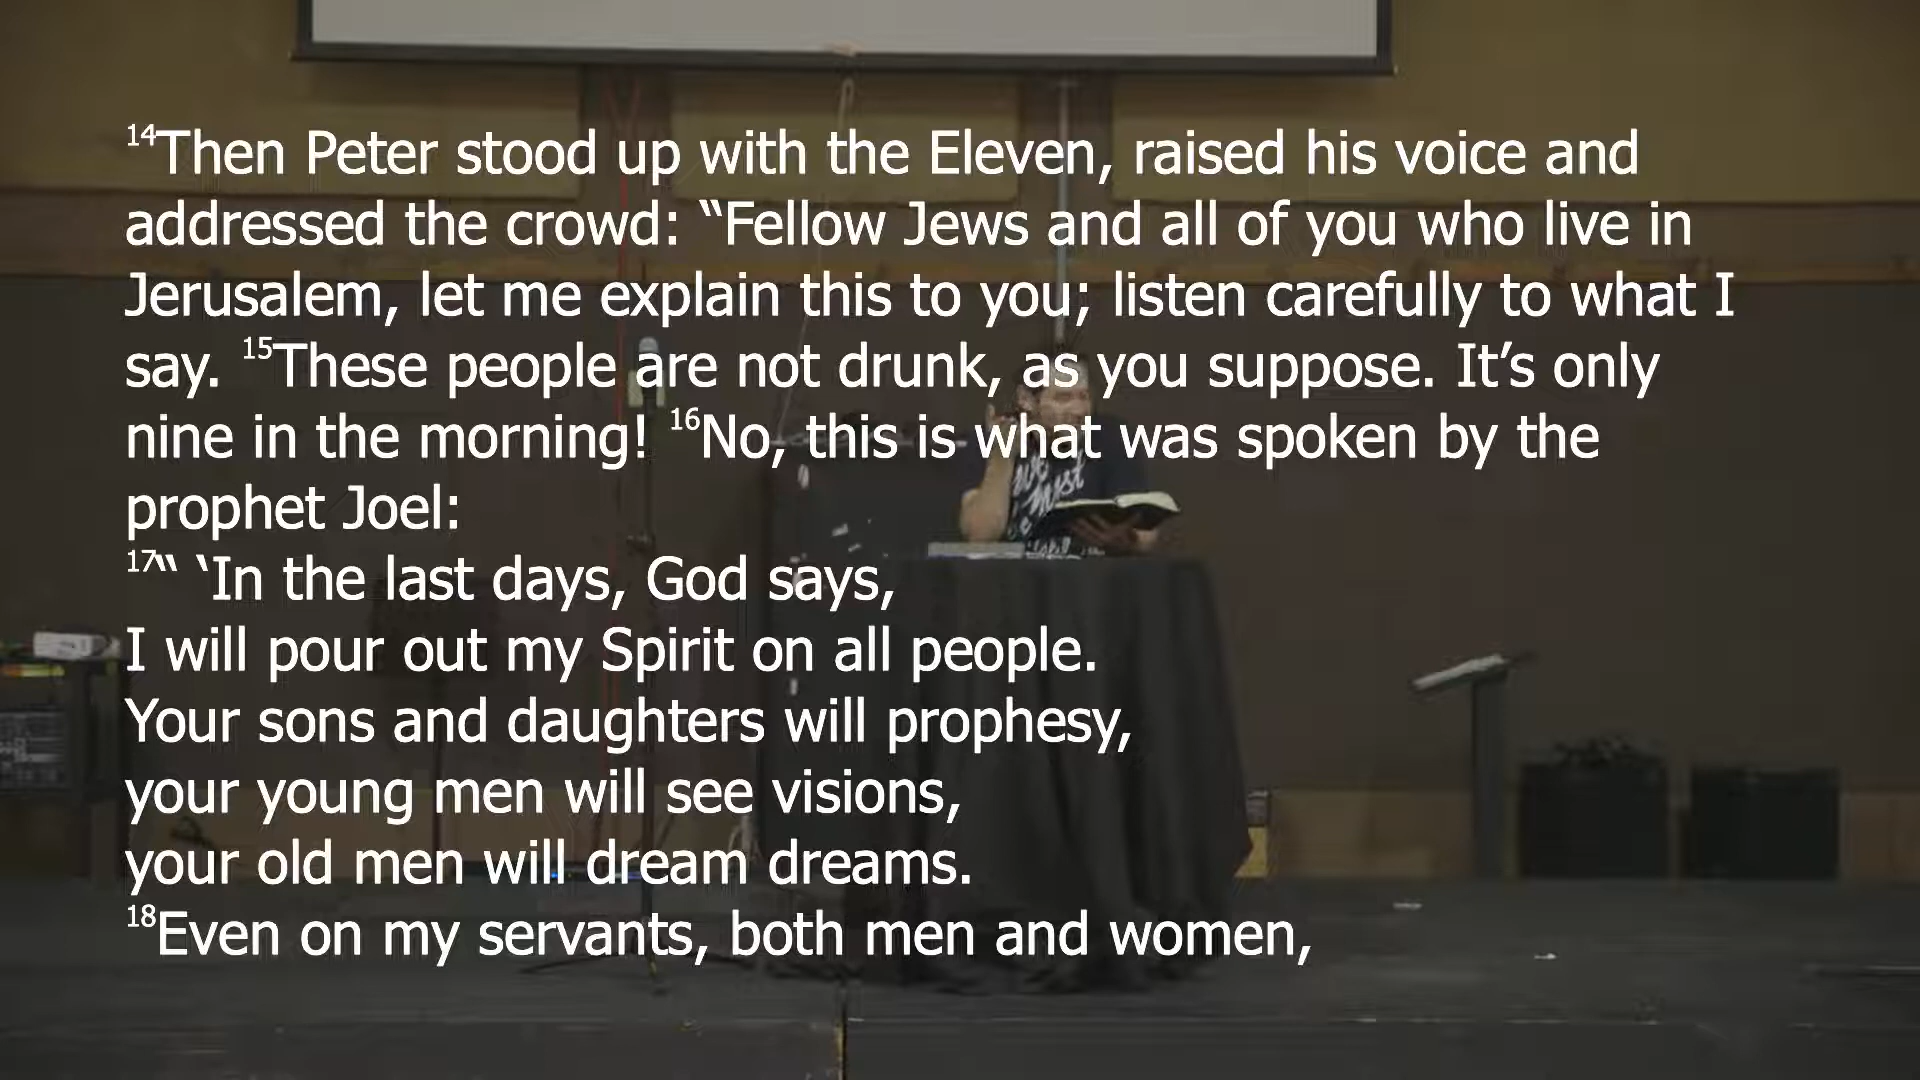 14Then Peter stood up with the Eleven, raised his voice and
addressed the crowd: “Fellow Jews and all of you who live in
Jerusalem, let me explain this to you; listen carefully to what I
say. 15These people are not drunk, as you suppose. It’s only
nine in the morning! 16No, this is what was spoken by the
prophet Joel:
17“ ‘In the last days, God says,
I will pour out my Spirit on all people.
Your sons and daughters will prophesy,
your young men will see visions,
your old men will dream dreams.
18Even on my servants, both men and women,